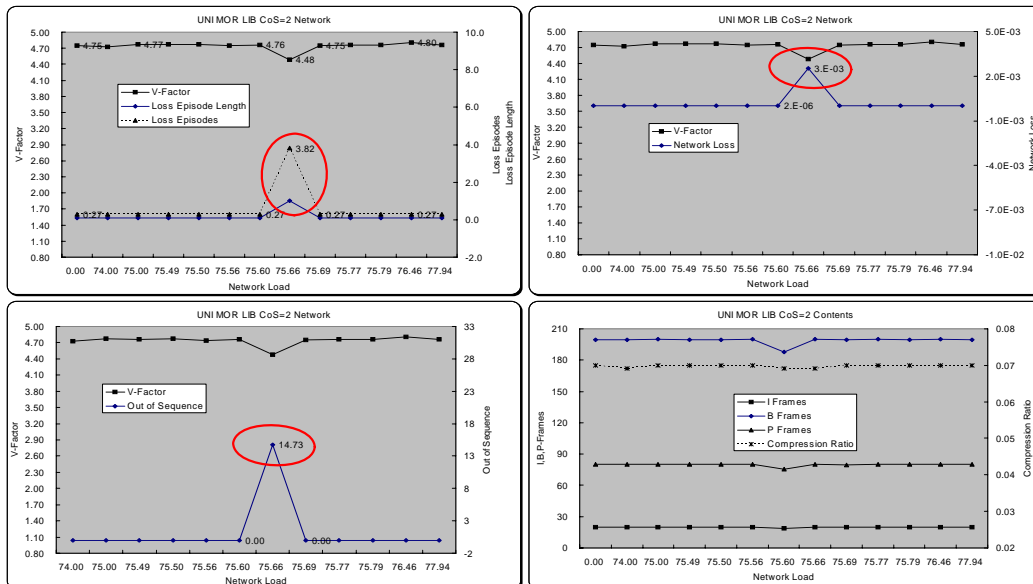 UNIMOR LIB CoS=2 Network
5.00
4.70
4.40
4.10
3.80
3.50
3.20
2.90
2.60
2.30
2.00
1.70
1.40
1.10
0.80
V-Factor
10.0
8.0
6.0
4.0
2.0
0.0
-2.0
Loss Episodes
Loss Episode Length
4.75
4.77
4.76
4.48
4.75
4.80
V-Factor
Loss Episode Length
Loss Episodes
3.82
0.27
0.27
0.27
0.27
0.00 74.00 75.00 75.49 75.50 75.56 75.60 75.66 75.69 75.77 75.79 76.46 77.94
Network Load
UNIMOR LIB CoS=2 Network
5.00
4.70
4.40
4.10
3.80
3.50
3.20
2.90
2.60
2.30
2.00
1.70
1.40
1.10
0.80
V-Factor
5.0E-03
2.0E-03
-1.0E-03
-4.0E-03
-7.0E-03
-1.0E-02
Network Loss
3.E-03
2.E-06
V-Factor
Network Loss
0.00 74.00 75.00 75.49 75.50 75.56 75.60 75.66 75.69 75.77 75.79 76.46 77.94
Network Load
UNIMOR LIB CoS=2 Network
5.00
4.70
4.40
4.10
3.80
3.50
3.20
2.90
2.60
2.30
2.00
1.70
1.40
1.10
0.80
V-Factor
33
28
23
18
13
8
3
-2
Out of Sequence
V-Factor
Out of Sequence
14.73
0.00
0.00
74.00 75.00 75.49 75.50 75.56 75.60 75.66 75.69 75.77 75.79 76.46 77.94
Network Load
UNIMOR LIB CoS=2 Contents
210
180
150
120
90
60
30
0
I,B,P-Frames
0.08
0.07
0.06
0.05
0.04
0.03
0.02
Compression Ratio
I Frames
B Frames
P Frames
Compression Ratio
0.00 74.00 75.00 75.49 75.50 75.56 75.60 75.66 75.69 75.77 75.79 76.46 77.94
Network Load